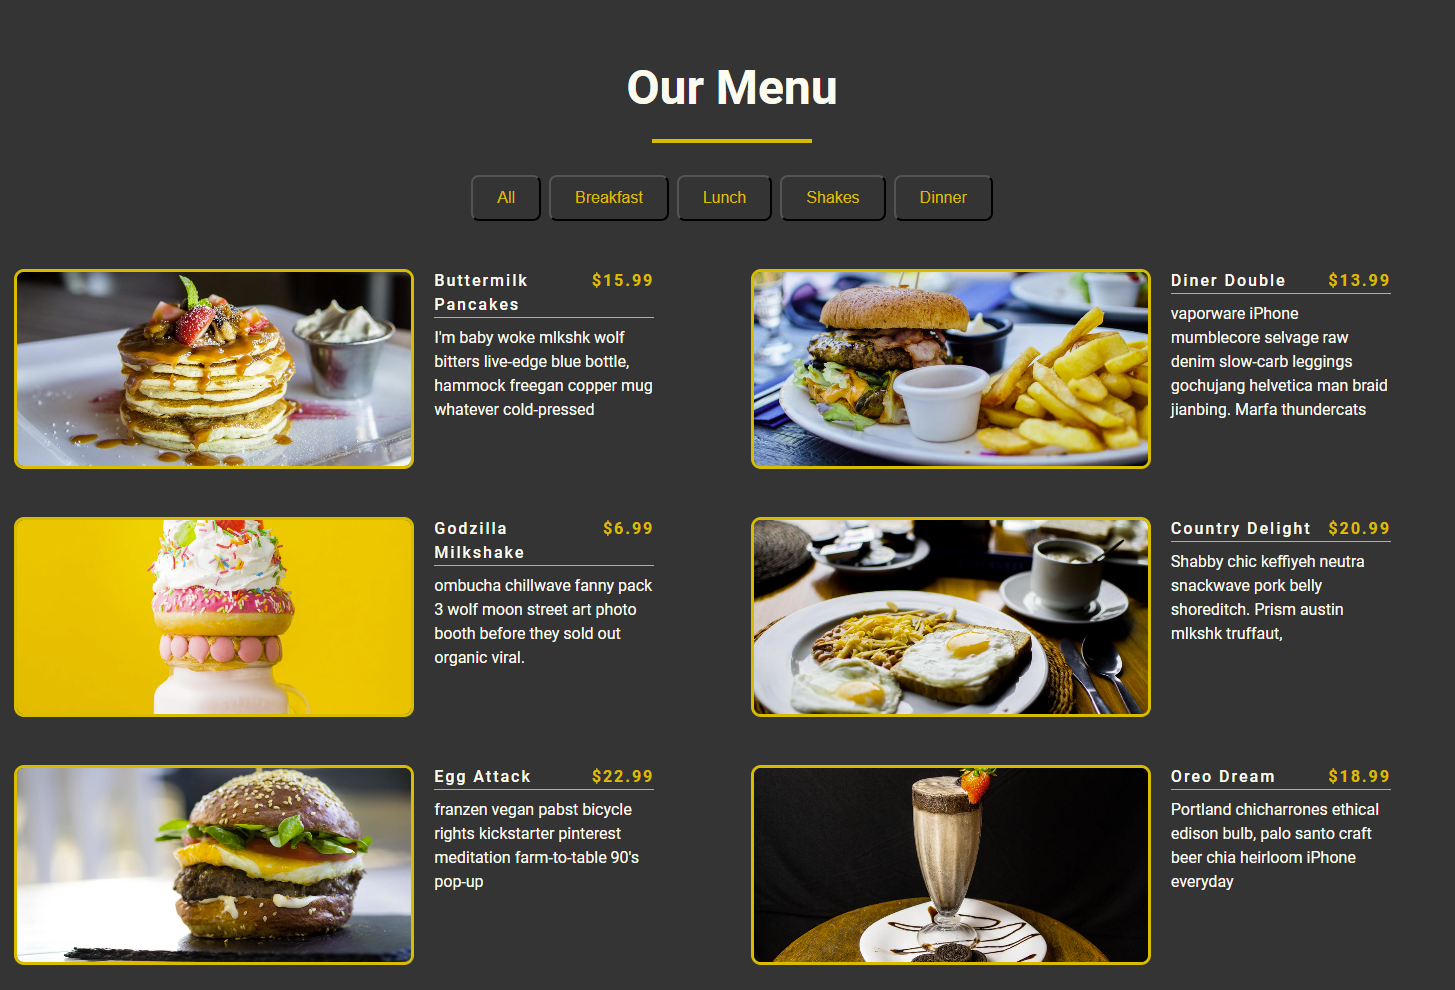 Our Menu
All
Breakfast
Lunch
Shakes
Dinner
Buttermilk $15.99
Pancakes
I'm baby woke mlkshk wolf
bitters live-edge blue bottle,
hammock freegan copper mug
whatever cold-pressed
Diner Double $13.99
vaporware iPhone
mumblecore selvage raw
denim slow-carb leggings
gochujang helvetica man braid
jianbing. Marfa thundercats
Godzilla $6.99
Milkshake
ombucha chillwave fanny pack
3 wolf moon street art photo
booth before they sold out
organic viral.
Country Delight $20.99
Shabby chic keffiyeh neutra
snackwave pork belly
shoreditch. Prism austin
mlkshk truffaut,
Egg Attack $22.99
franzen vegan pabst bicycle
rights kickstarter pinterest
meditation farm-to-table 90's
pop-up
Oreo Dream $18.99
Portland chicharrones ethical
edison bulb, palo santo craft
beer chia heirloom iPhone
everyday